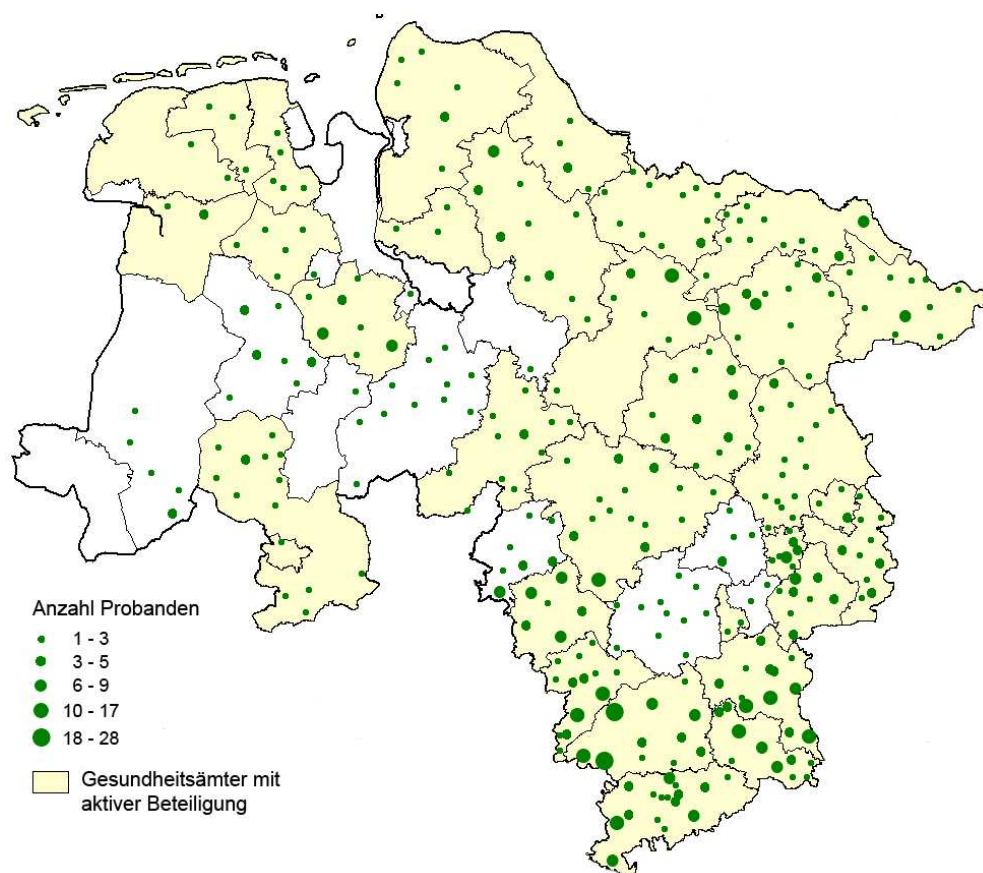 Anzahl Probanden
1 - 3
3 - 5
6 - 9
10 - 17
18 - 28
Gesundheitsämter mit
aktiver Beteiligung